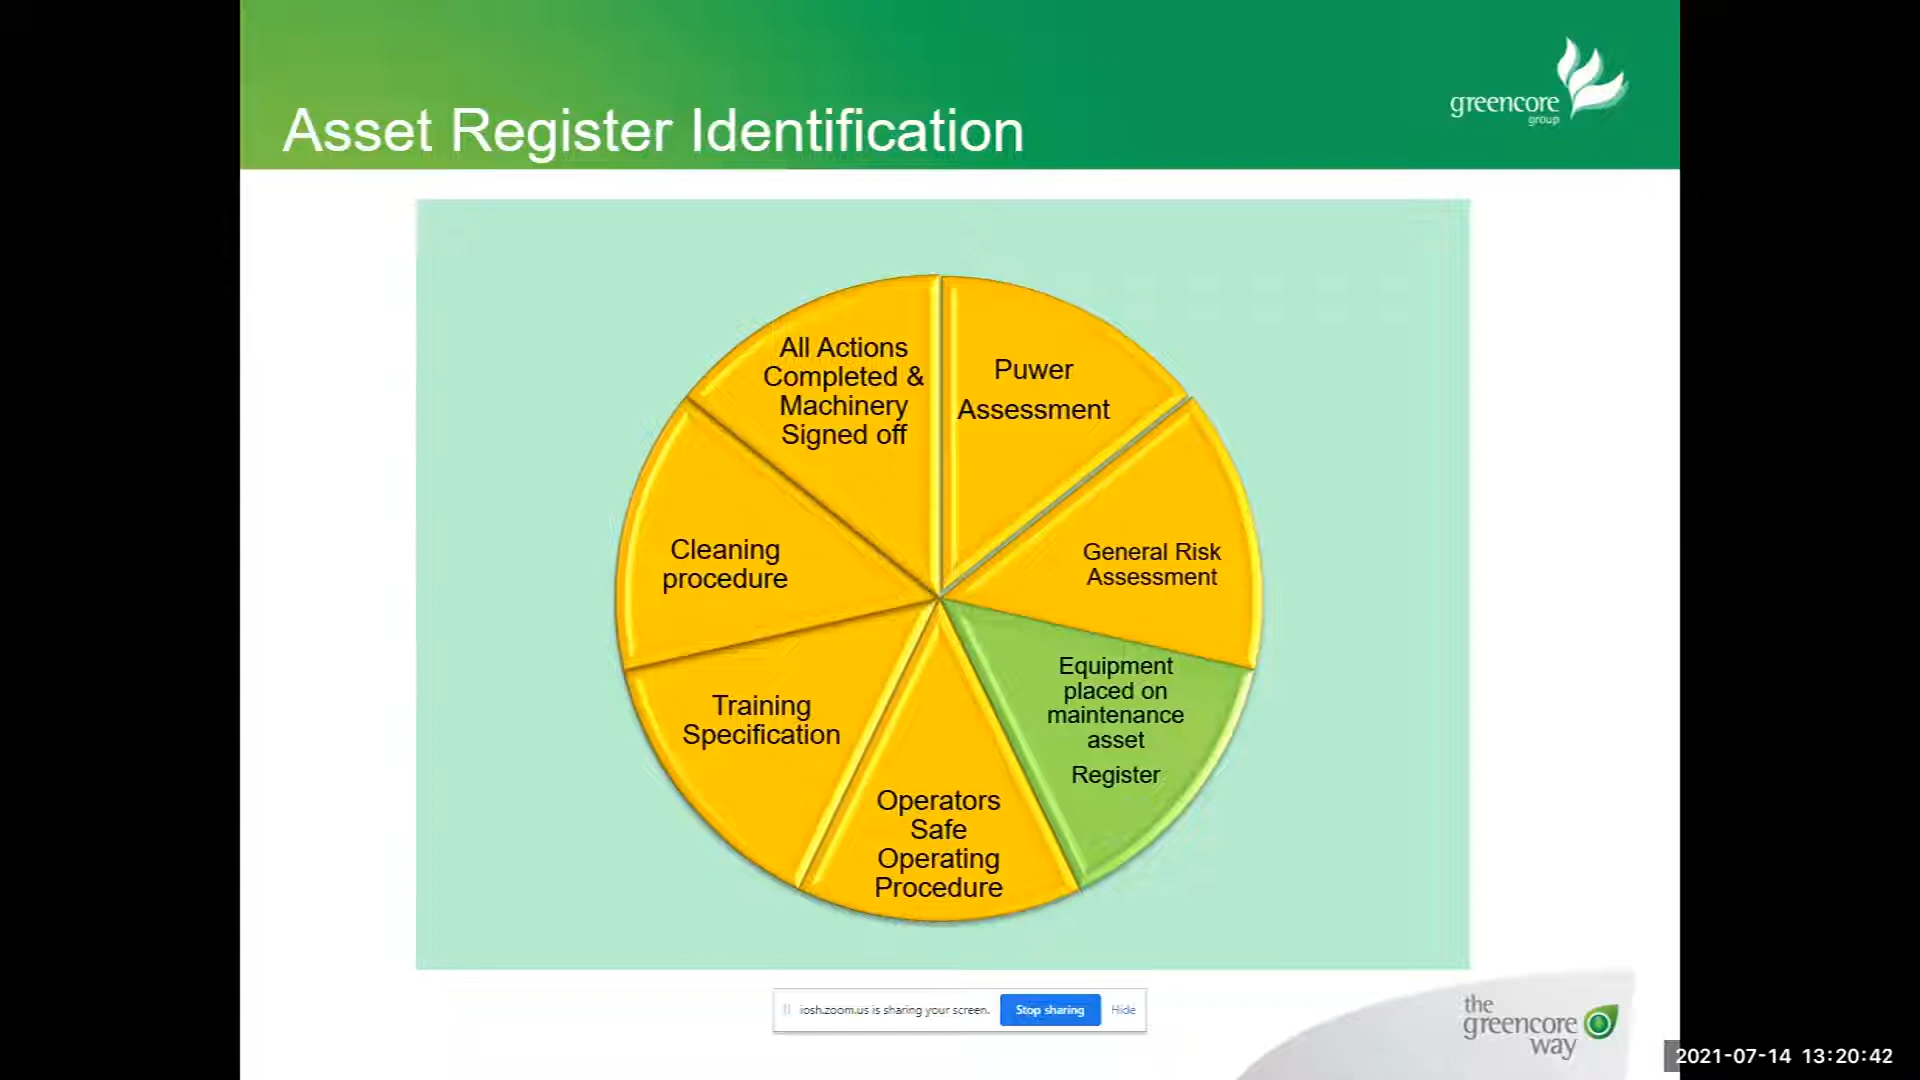 Asset Register Identification
greencore
group
All Actions
Completed &
Machinery
Signed off
Puwer
Assessment
General Risk
Assessment
Equipment
placed on
maintenance
asset
Register
Operators
Safe
Operating
Procedure
Training
Specification
Cleaning
procedure
iosh.zoom.us is sharing your screen. Stop sharing Hide
the
greencore
way
2021-07-14 13:20:42